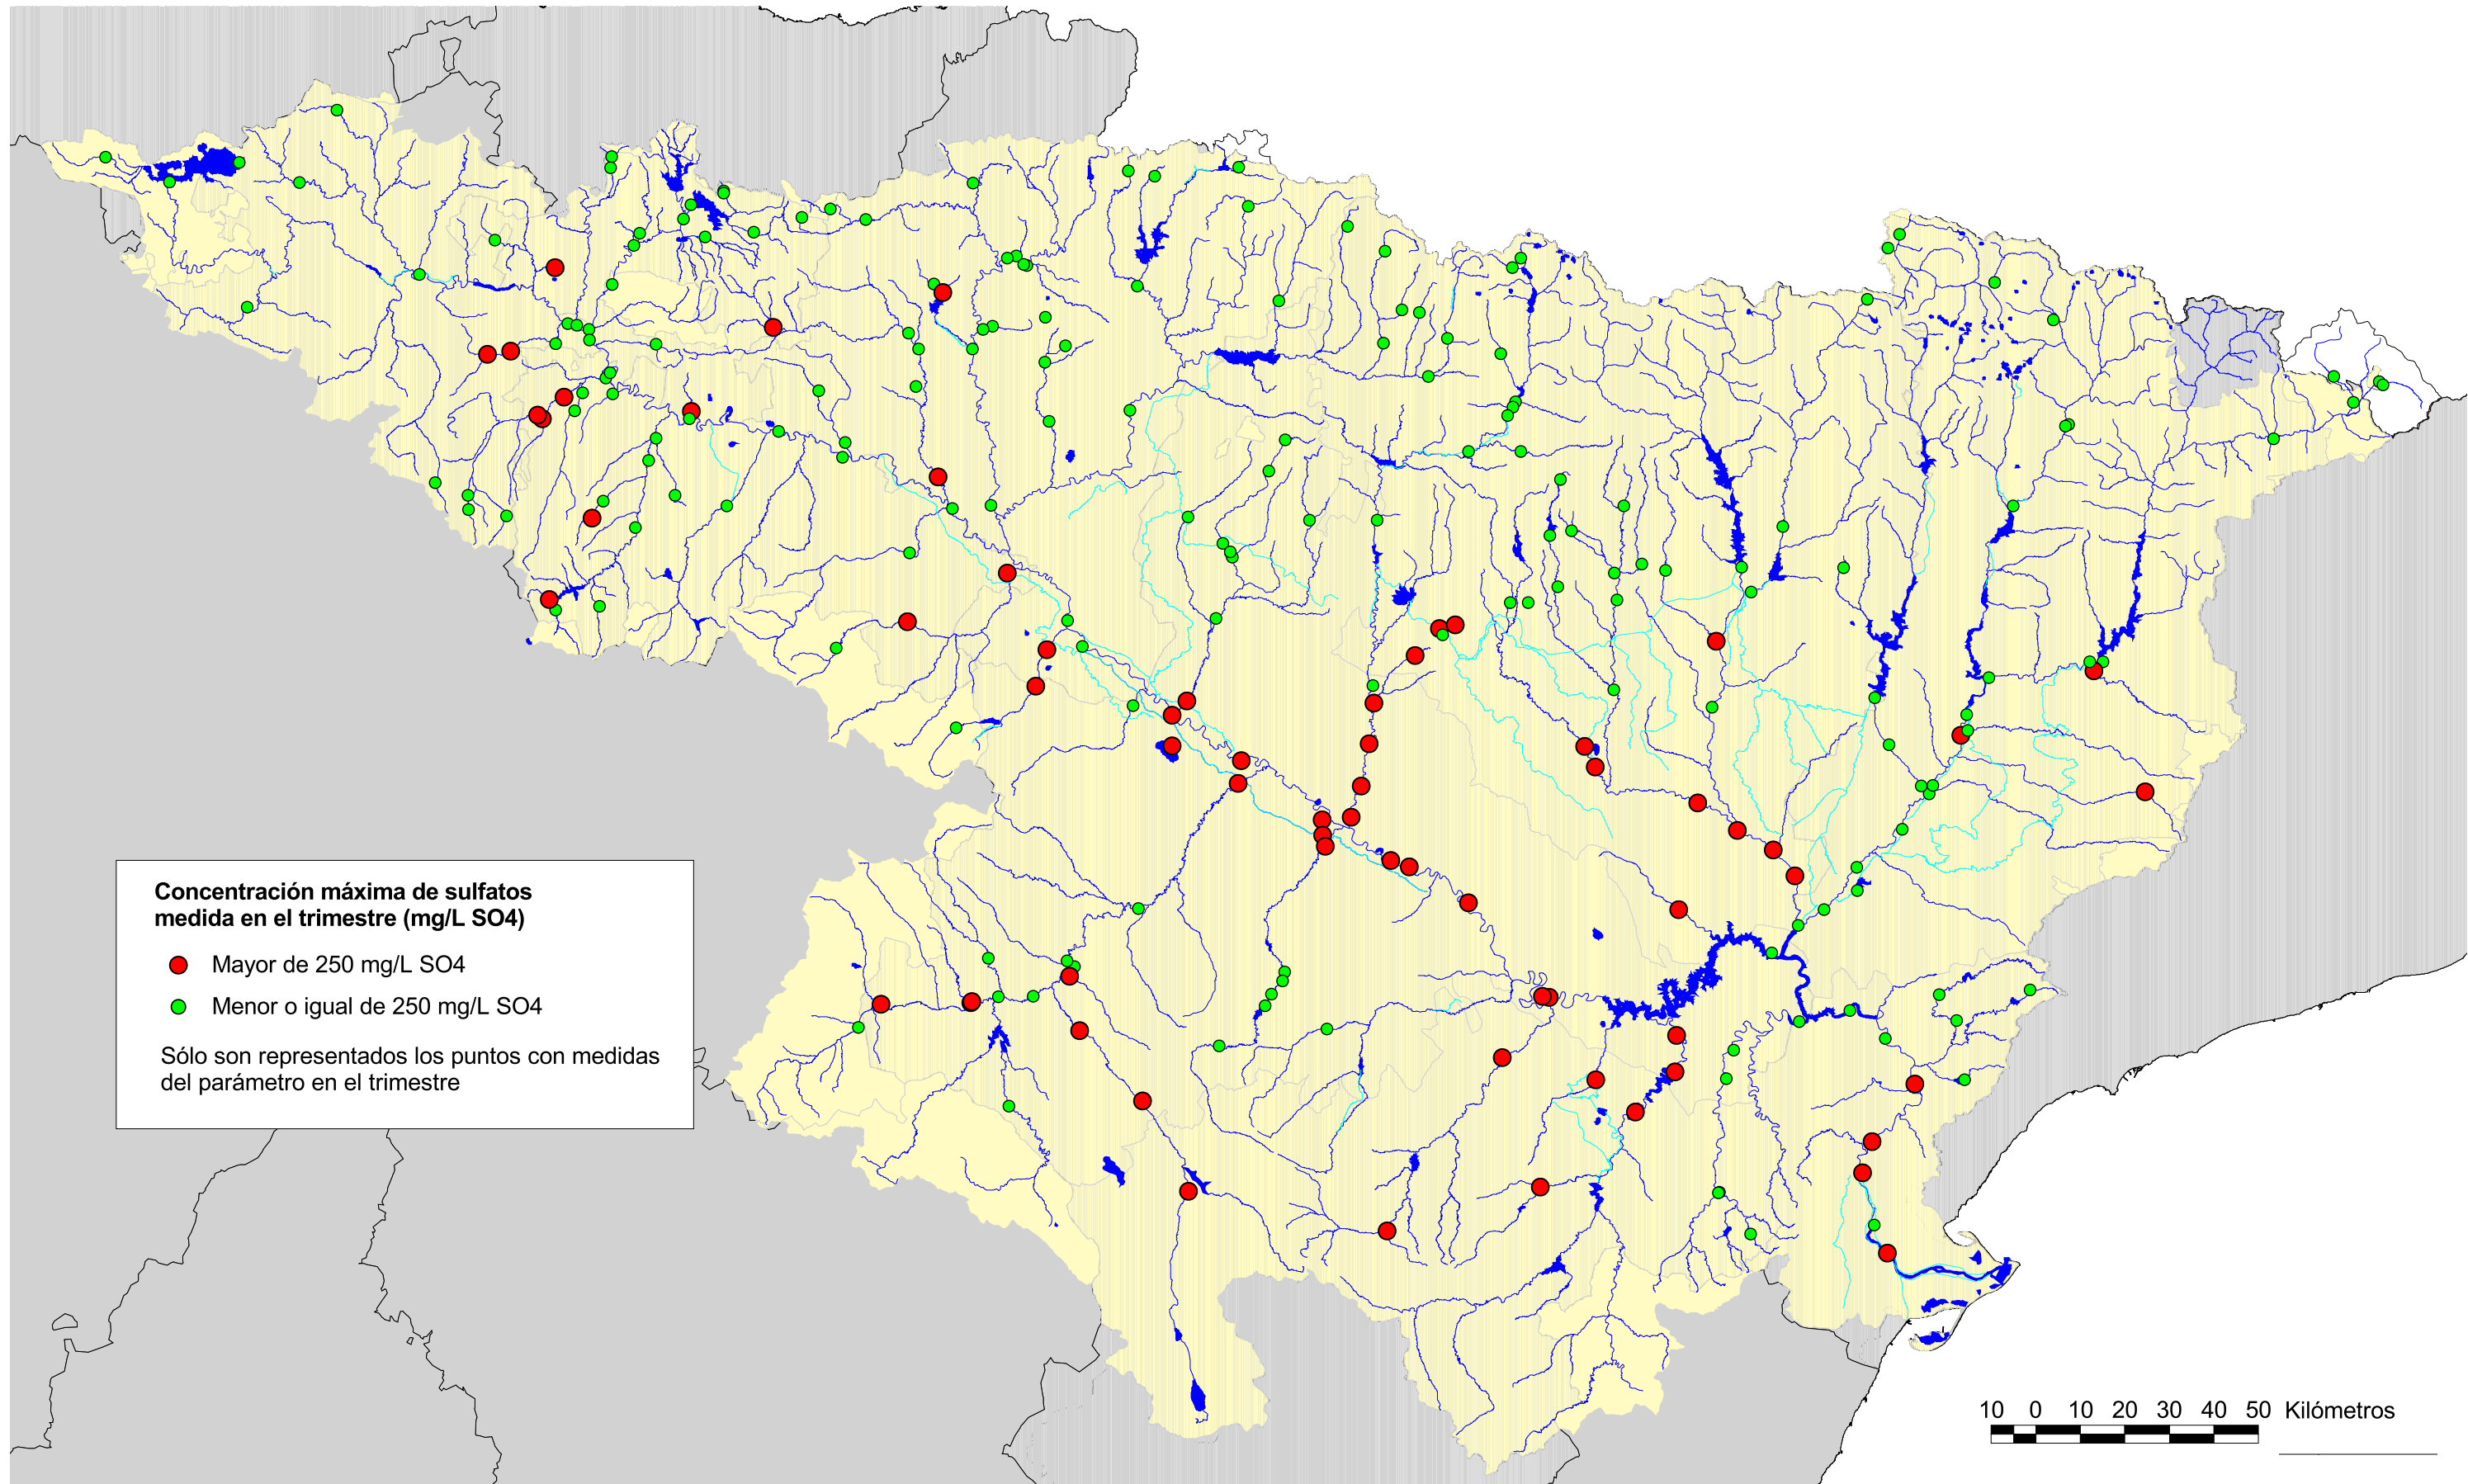 Concentración máxima de sulfatos
medida en el trimestre (mg/L SO4)
Mayor de 250 mg/L SO4
Menor o igual de 250 mg/L SO4
Sólo son representados los puntos con medidas
del parámetro en el trimestre
10 0 10 20 30 40 50 Kilómetros